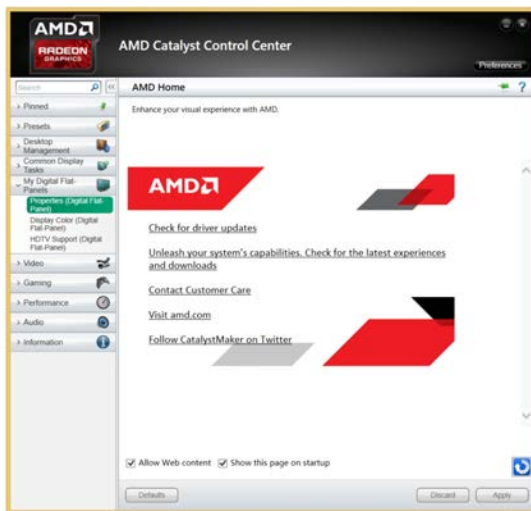 AMD
RADEON
GRAPHICS
AMD Catalyst Control Center
Preferences
Search
AMD Home
Pinned
Presets
Desktop
Management
Common Display
Tasks
My Digital Flat-
Panels
Properties (Digital Flat-
Panel)
Display Color (Digital
Flat-Panel)
HDTV Support (Digital
Flat-Panel)
Video
Gaming
Performance
Audio
Information
Enhance your visual experience with AMD.
AMD
Check for driver updates
Unleash your system's capabilities. Check for the latest experiences
and downloads
Contact Customer Care
Visit amd.com
Follow CatalystMaker on Twitter
Allow Web content Show this page on startup
Defaults Discard Apply